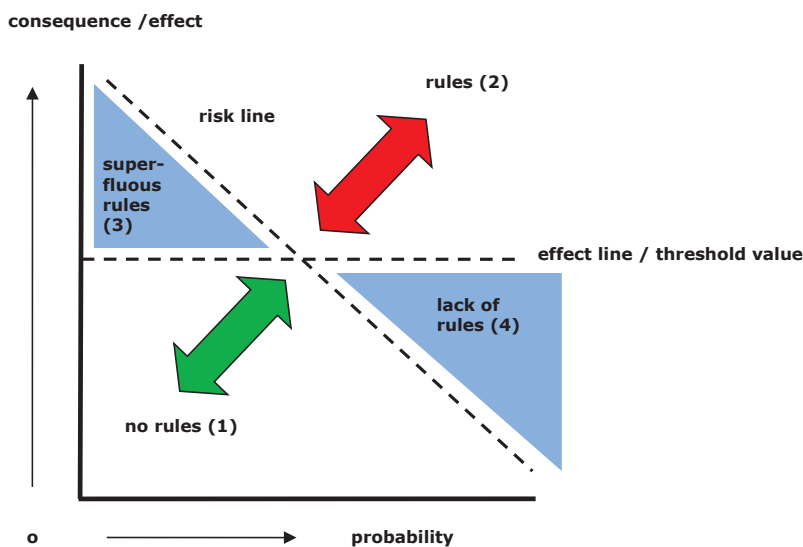 consequence /effect
rules (2)
risk line
super-
fluous
rules
(3)
effect line / threshold value
lack of
rules (4)
no rules (1)
o
probability